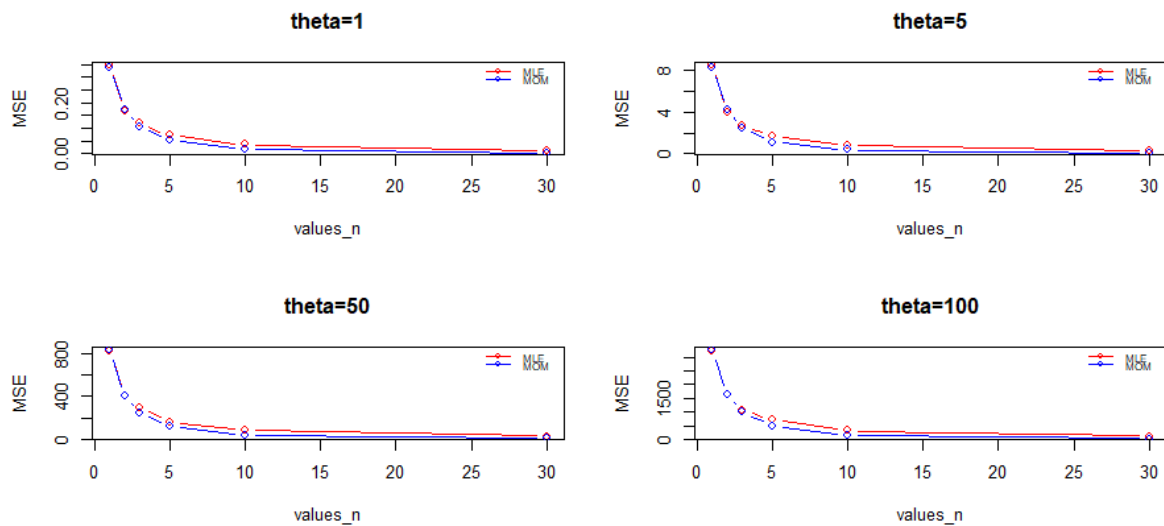 theta=1
MSE
0.00 0.20
MLE
MOM
0 5 10 15 20 25 30
values_n
theta=5
MSE
0 4 8
MLE
MOM
0 5 10 15 20 25 30
values_n
theta=50
MSE
0 400 800
MLE
MOM
0 5 10 15 20 25 30
values_n
theta=100
MSE
0 1500
MLE
MOM
0 5 10 15 20 25 30
values_n